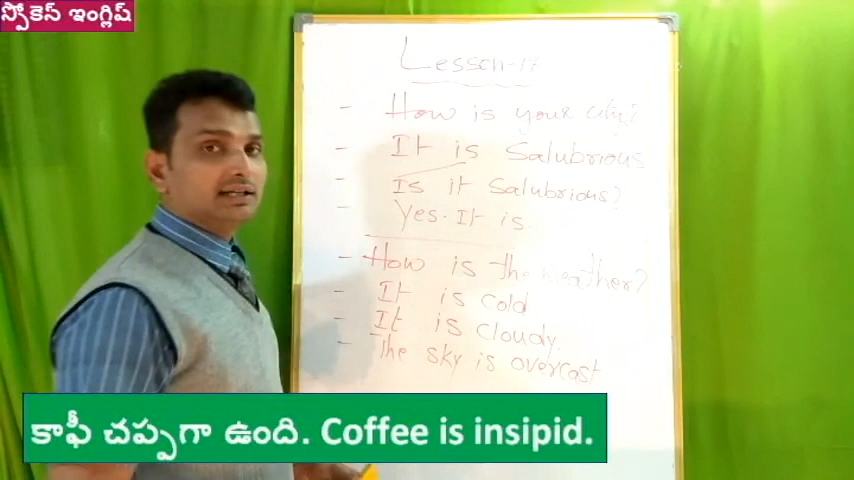 స్పోకెన్ ఇంగ్లిష్
Lesson-17
- How is your city?
- It is Salubrious
- Is it Salubrious?
- Yes. It is
- How is the weather?
- It is cold
- It is cloudy.
- The sky is overcast
కాఫీ చప్పగా ఉంది. Coffee is insipid.